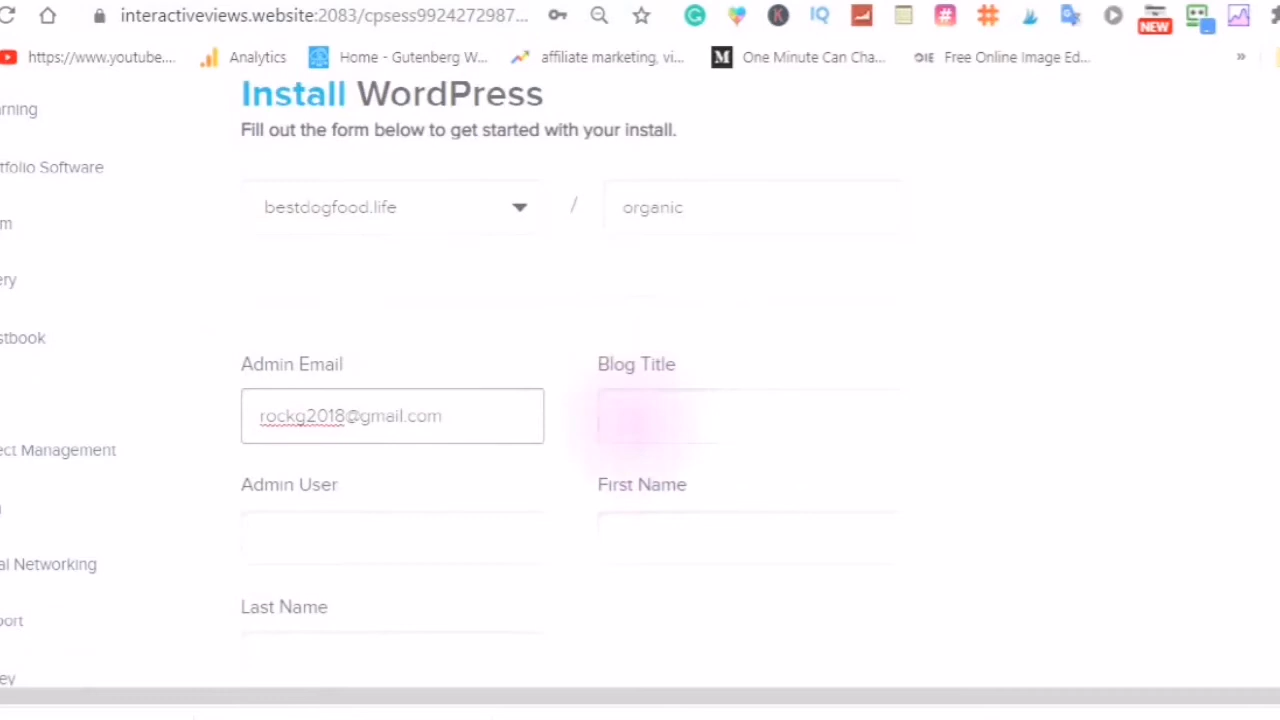 interactiveviews.website:2083/cpsess9924272987...
IQ
NEW
https://www.youtube....
Analytics
Home - Gutenberg W...
affiliate marketing, vi...
M
One Minute Can Cha...
OIE
Free Online Image Ed...
»
Install WordPress
Fill out the form below to get started with your install.
rning
tfolio Software
m
ery
stbook
ect Management
al Networking
port
ey
bestdogfood.life
/
organic
Admin Email
Blog Title
rockg2018@gmail.com
Admin User
First Name
Last Name